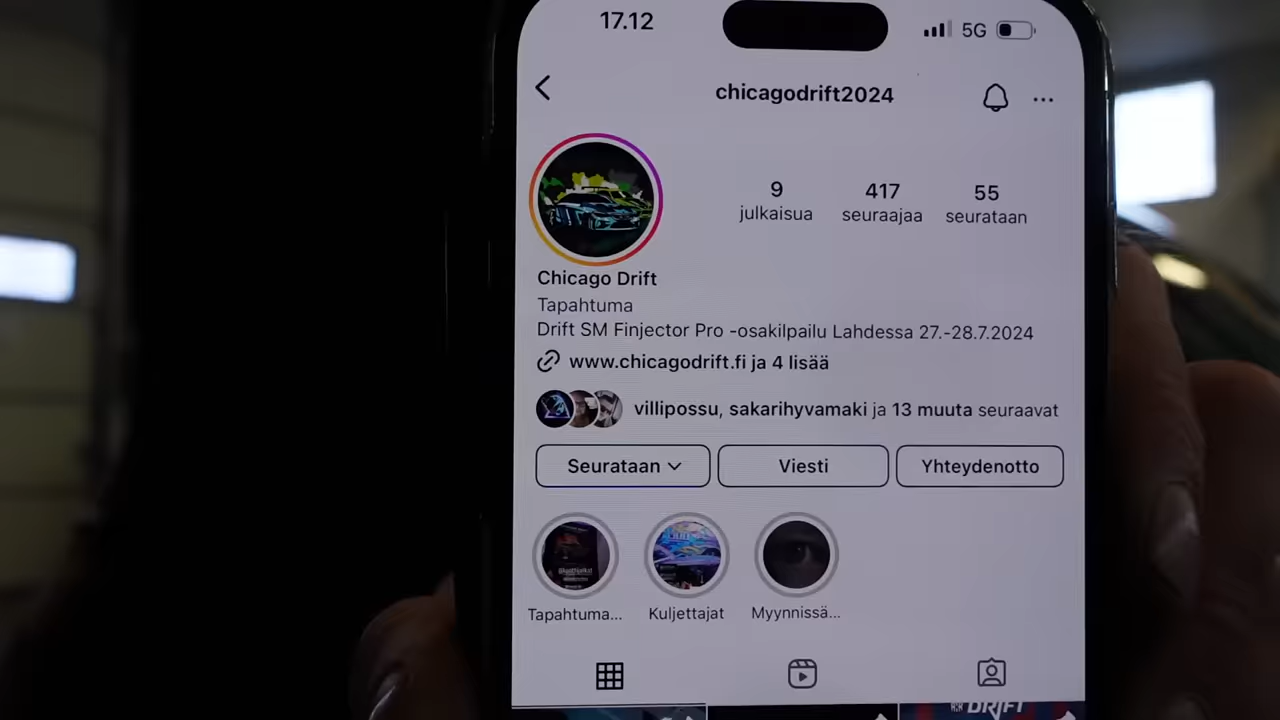 17.12
5G
chicagodrift2024
9
julkaisua
417
seuraajaa
55
seurataan
Chicago Drift
Tapahtuma
Drift SM Finjector Pro -osakilpailu Lahdessa 27.-28.7.2024
www.chicagodrift.fi ja 4 lisää
villipossu, sakarihyvamaki ja 13 muuta seuraavat
Seurataan
Viesti
Yhteydenotto
Tapahtuma...
Kuljettajat
Myynnissä...
DRIFT